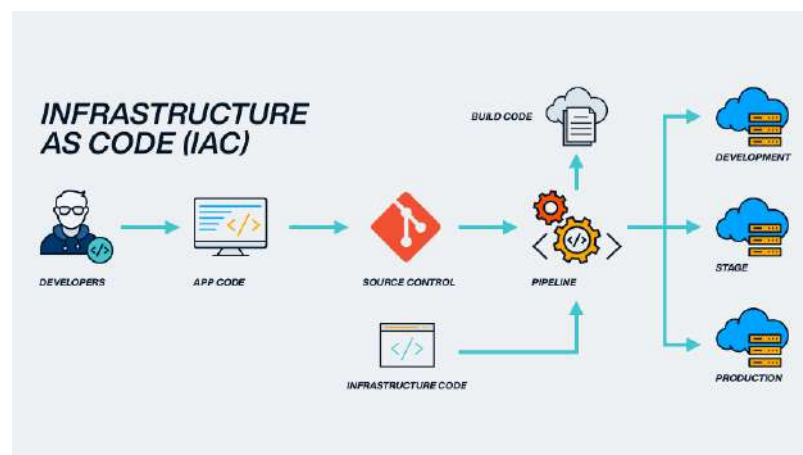 INFRASTRUCTURE
AS CODE (IAC)
BUILD CODE
DEVELOPMENT
DEVELOPERS
APP CODE
SOURCE CONTROL
PIPELINE
STAGE
INFRASTRUCTURE CODE
PRODUCTION